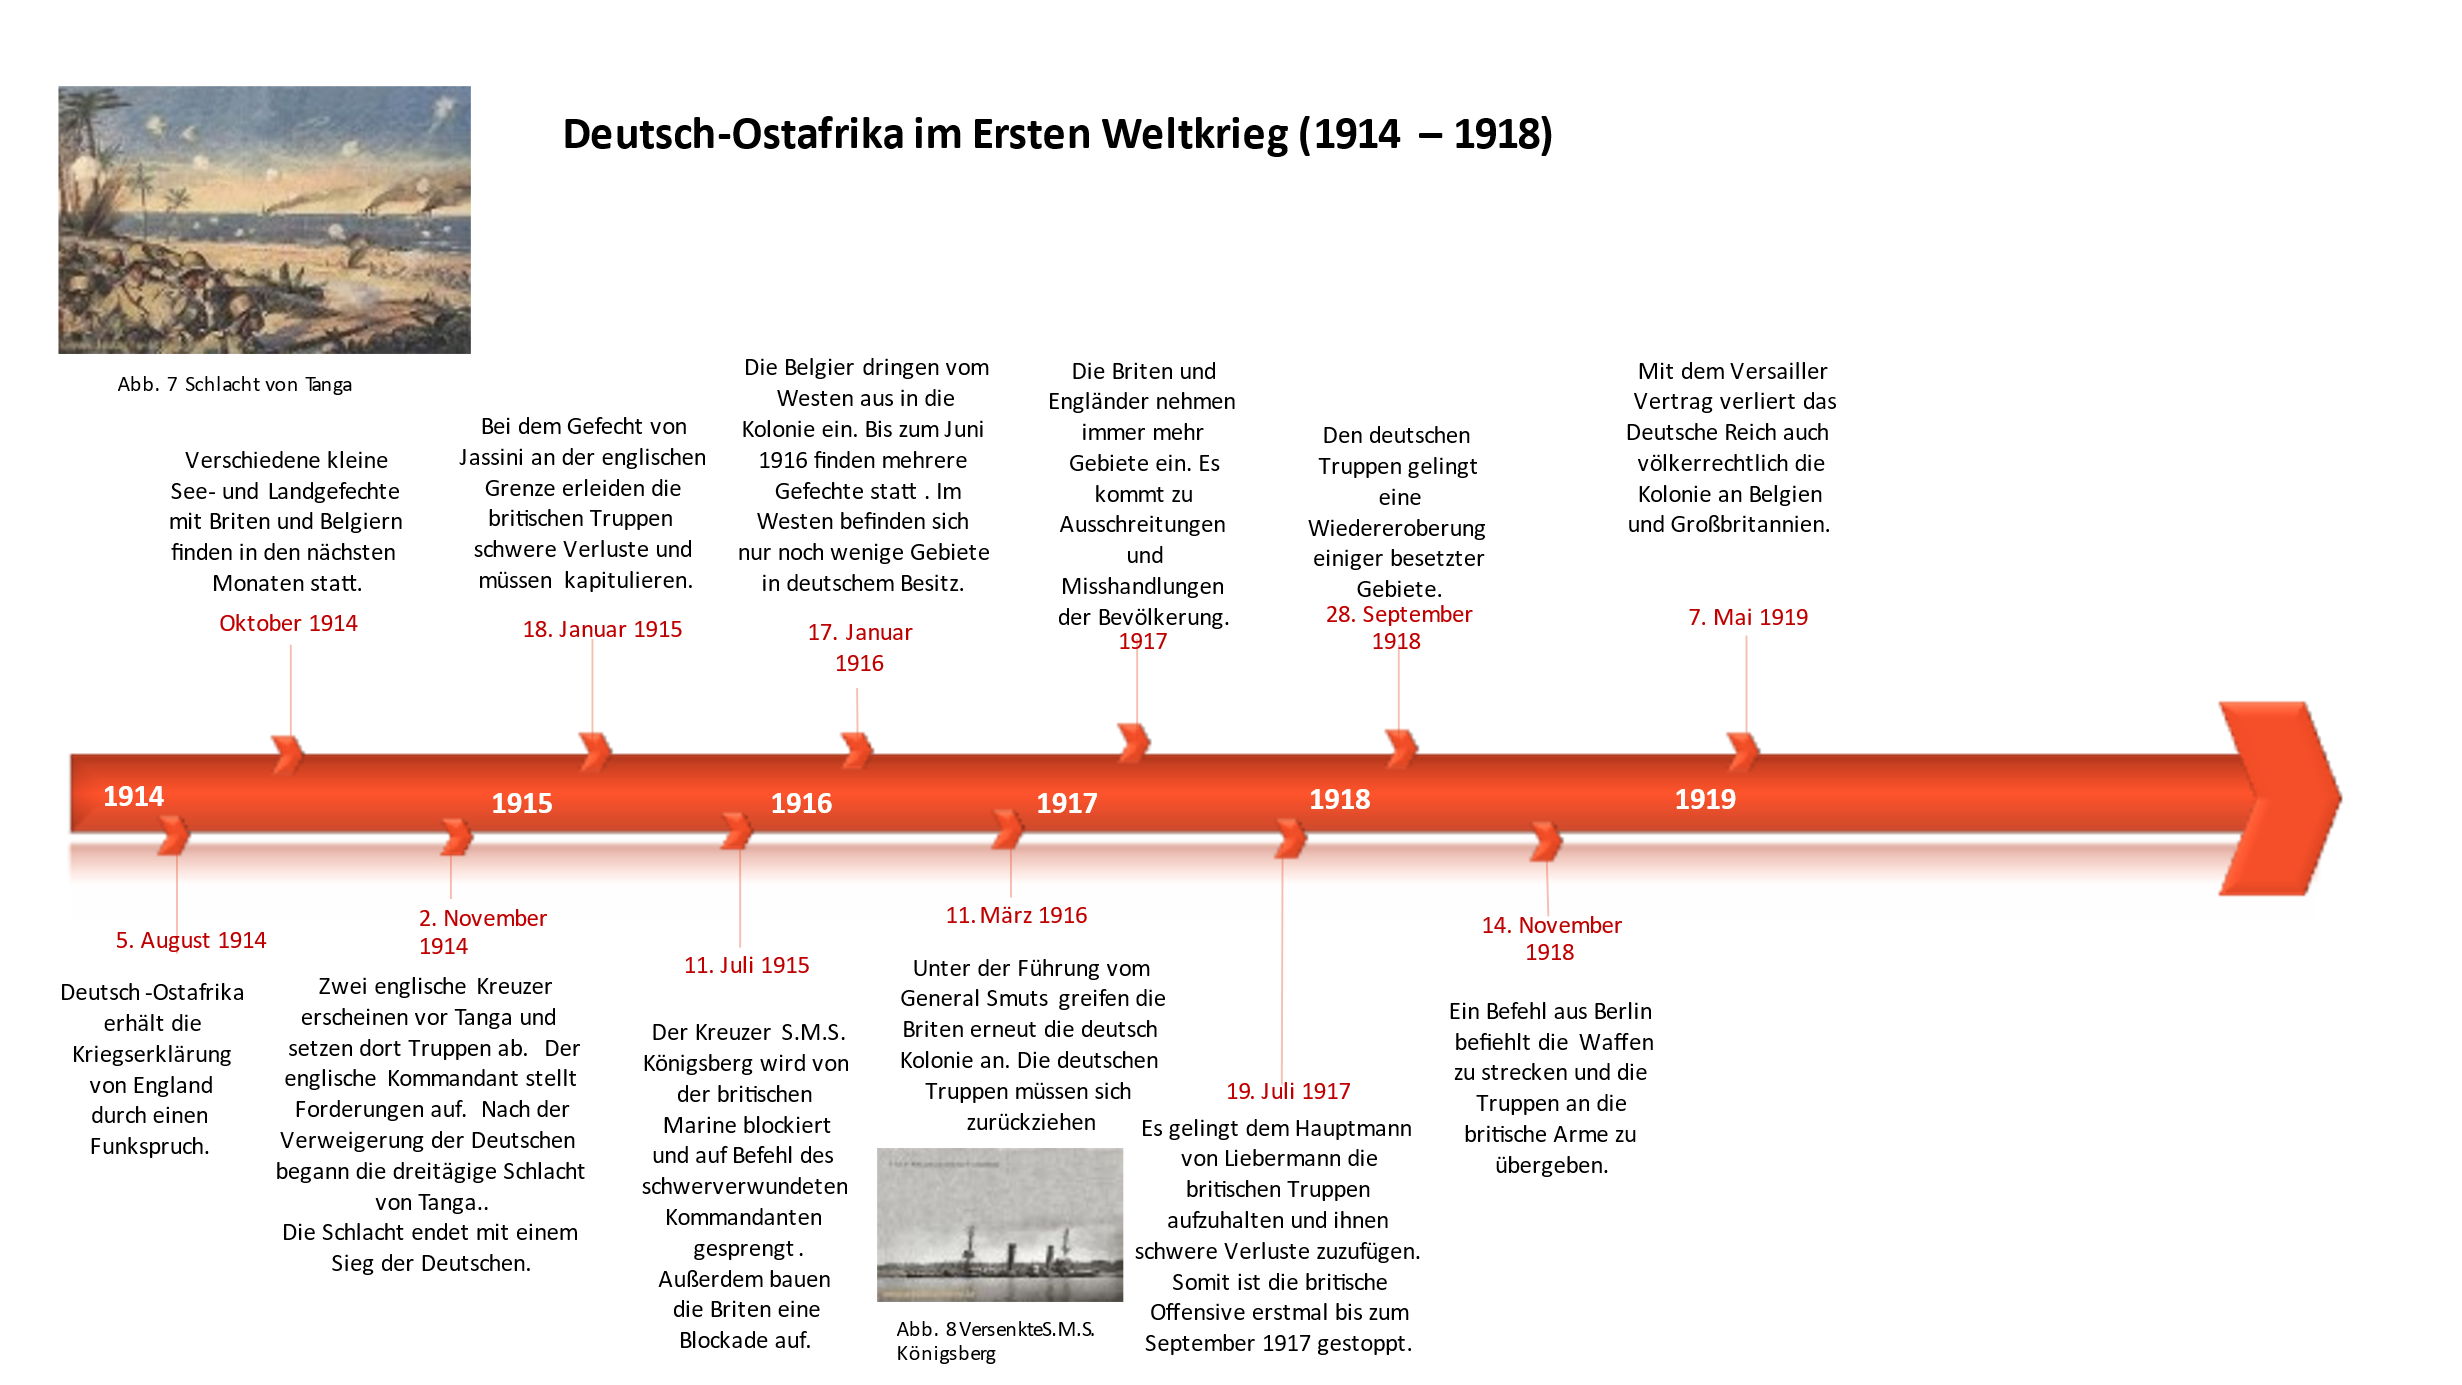 Deutsch-Ostafrika im Ersten Weltkrieg (1914 – 1918)
Abb. 7 Schlacht von Tanga
Verschiedene kleine
See- und Landgefechte
mit Briten und Belgiern
finden in den nächsten
Monaten statt.
Oktober 1914
Bei dem Gefecht von
Jassini an der englischen
Grenze erleiden die
britischen Truppen
schwere Verluste und
müssen kapitulieren.
18. Januar 1915
Die Belgier dringen vom
Westen aus in die
Kolonie ein. Bis zum Juni
1916 finden mehrere
Gefechte statt . Im
Westen befinden sich
nur noch wenige Gebiete
in deutschem Besitz.
17. Januar
1916
Die Briten und
Engländer nehmen
immer mehr
Gebiete ein. Es
kommt zu
Ausschreitungen
und
Misshandlungen
der Bevölkerung.
1917
Den deutschen
Truppen gelingt
eine
Wiedereroberung
einiger besetzter
Gebiete.
28. September
1918
Mit dem Versailler
Vertrag verliert das
Deutsche Reich auch
völkerrechtlich die
Kolonie an Belgien
und Großbritannien.
7. Mai 1919
1914
1915
1916
1917
1918
1919
5. August 1914
Deutsch -Ostafrika
erhält die
Kriegserklärung
von England
durch einen
Funkspruch.
2. November
1914
Zwei englische Kreuzer
erscheinen vor Tanga und
setzen dort Truppen ab. Der
englische Kommandant stellt
Forderungen auf. Nach der
Verweigerung der Deutschen
begann die dreitägige Schlacht
von Tanga..
Die Schlacht endet mit einem
Sieg der Deutschen.
11. Juli 1915
Der Kreuzer S.M.S.
Königsberg wird von
der britischen
Marine blockiert
und auf Befehl des
schwerverwundeten
Kommandanten
gesprengt .
Außerdem bauen
die Briten eine
Blockade auf.
11. März 1916
Unter der Führung vom
General Smuts greifen die
Briten erneut die deutsch
Kolonie an. Die deutschen
Truppen müssen sich
zurückziehen
Abb. 8 Versenkte S.M.S.
Königsberg
19. Juli 1917
Es gelingt dem Hauptmann
von Liebermann die
britischen Truppen
aufzuhalten und ihnen
schwere Verluste zuzufügen.
Somit ist die britische
Offensive erstmal bis zum
September 1917 gestoppt.
14. November
1918
Ein Befehl aus Berlin
befiehlt die Waffen
zu strecken und die
Truppen an die
britische Arme zu
übergeben.